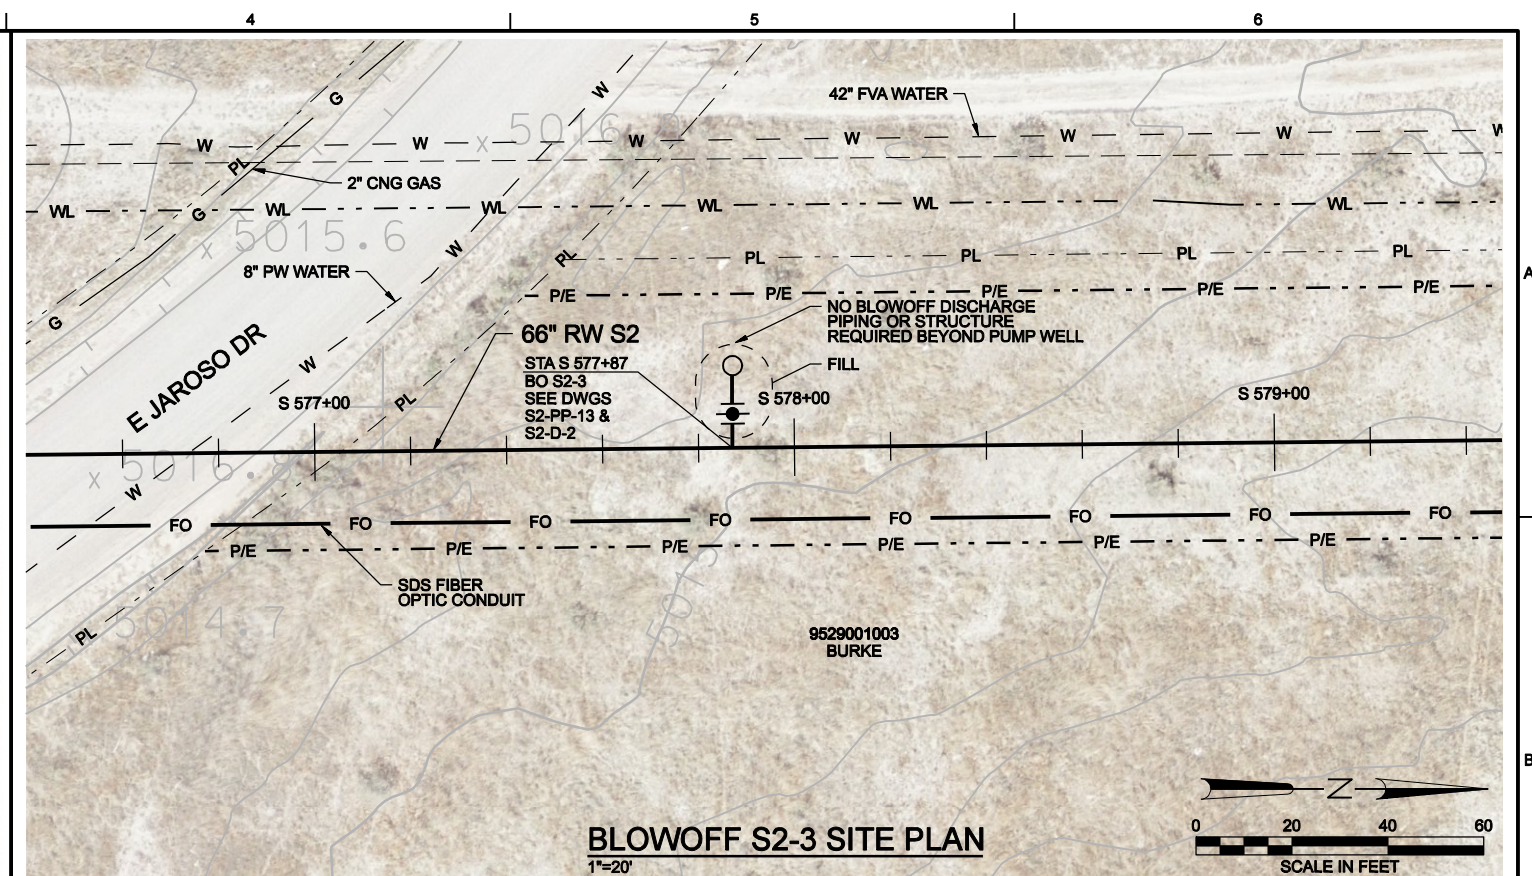 4 5 6
42" FVA WATER
W W W W W W W
5016.
PL
2" CNG GAS
G
WL WL WL WL WL WL
G
5015.6
W
PL
PL PL PL PL
8" PW WATER
A
P/E P/E P/E P/E P/E
G
NO BLOWOFF DISCHARGE
PIPING OR STRUCTURE
REQUIRED BEYOND PUMP WELL
66" RW S2
E JAROSO DR
STA S 577+87
BO S2-3
SEE DWGS
S2-PP-13 &
S2-D-2
FILL
W
S 577+00
PL
S 578+00
S 579+00
5016.8
W
FO FO FO FO FO FO FO FO
P/E P/E P/E P/E P/E P/E
SDS FIBER
OPTIC CONDUIT
5014.7
PL
5015
9529001003
BURKE
B
Z
0 20 40 60
SCALE IN FEET
BLOWOFF S2-3 SITE PLAN
1"=20'